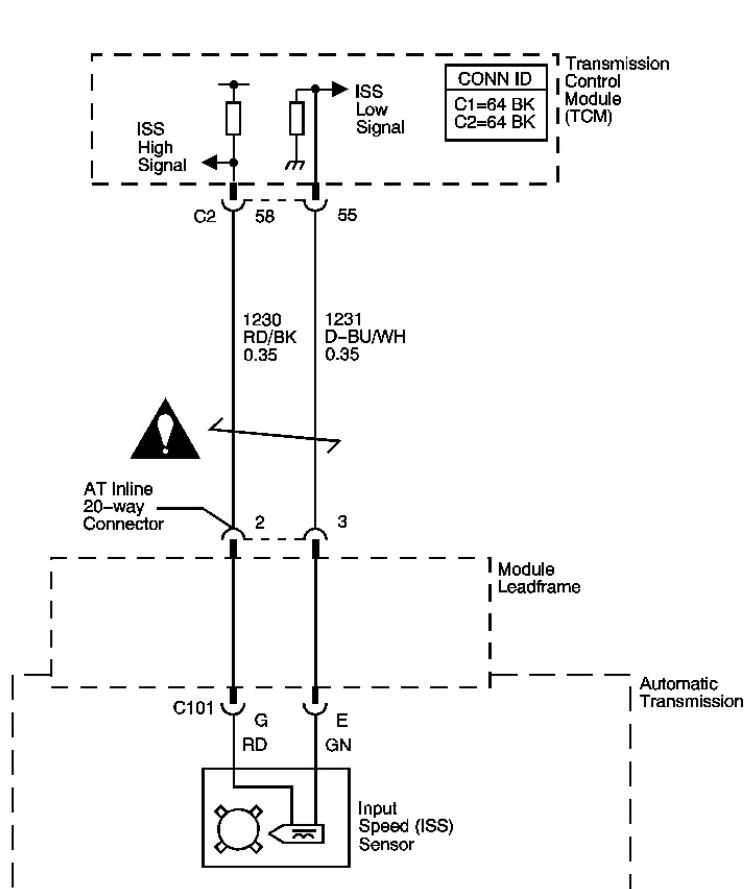 Transmission
Control
Module
(TCM)
CONN ID
C1=64 BK
C2=64 BK
ISS
Low
Signal
ISS
High
Signal
C2
58
55
1230
RD/BK
0.35
1231
D-BU/WH
0.35
AT Inline
20-way
Connector
2
3
Module
Leadframe
Automatic
Transmission
C101
G
E
RD
GN
Input
Speed (ISS)
Sensor